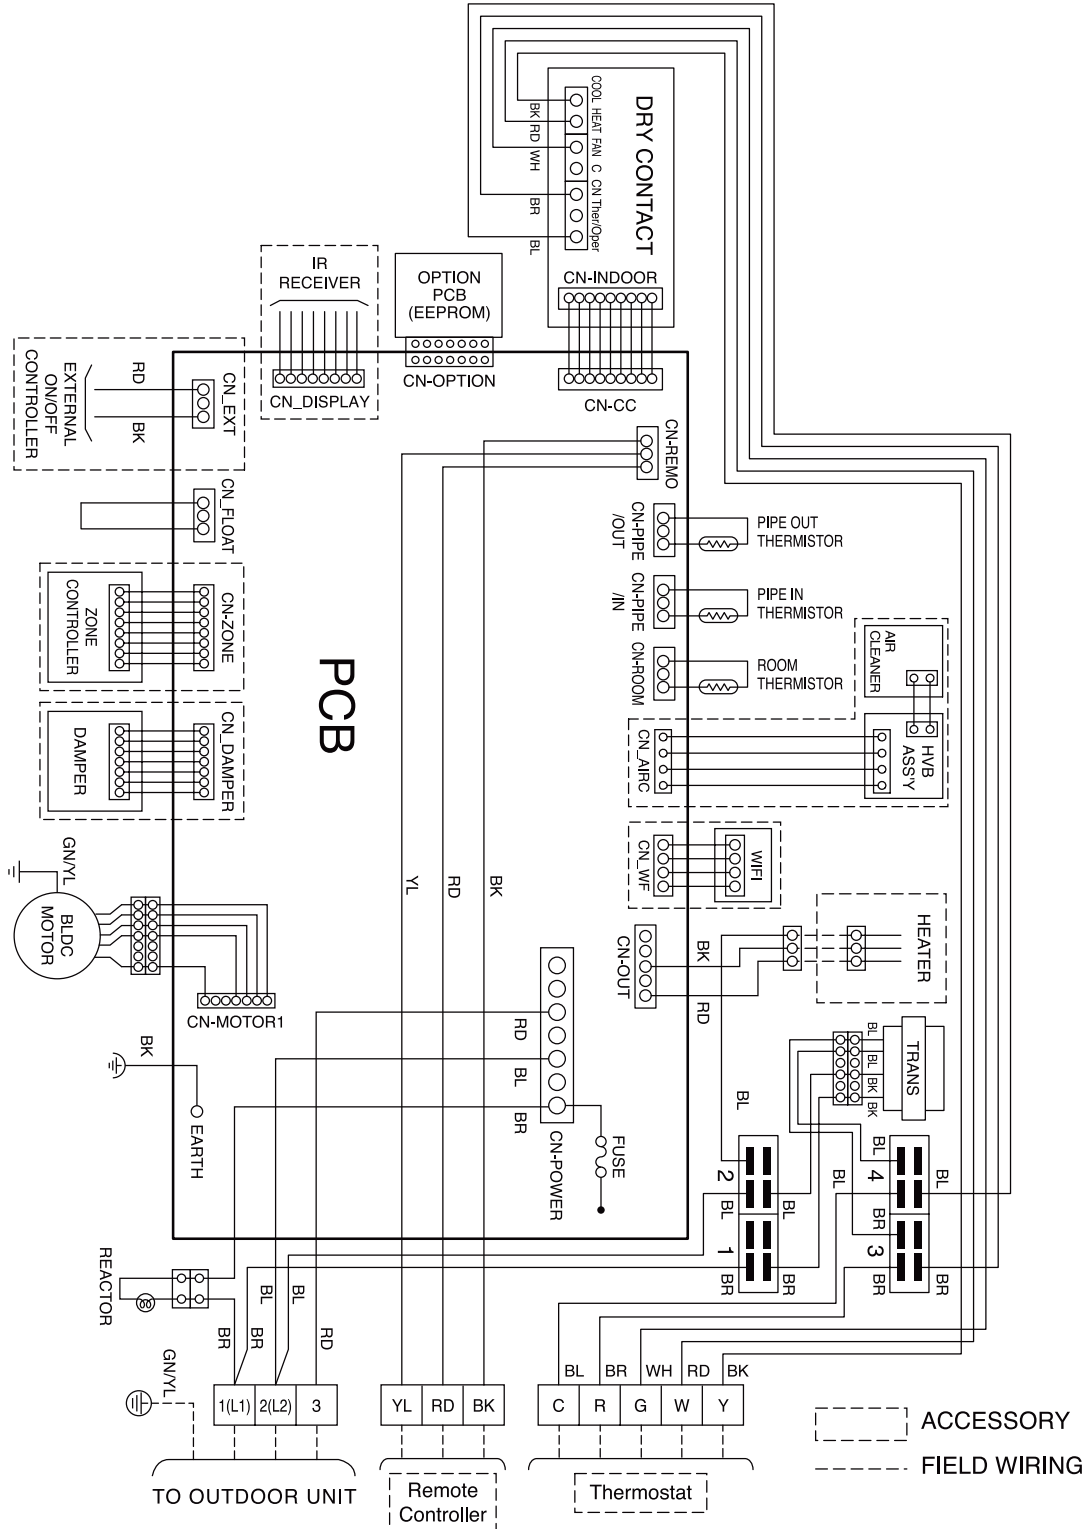 COOL
HEAT
FAN
C
CN Ther/Oper
BK
RD
WH
BR
BL
DRY CONTACT
CN-INDOOR
IR
RECEIVER
OPTION
PCB
(EEPROM)
CN-OPTION
CN_DISPLAY
CN-CC
EXTERNAL
ON/OFF
CONTROLLER
RD
BK
CN_EXT
CN-REMO
CN_FLOAT
CN-PIPE
/OUT
PIPE OUT
THERMISTOR
ZONE
CONTROLLER
CN-ZONE
CN-PIPE
/IN
PIPE IN
THERMISTOR
CN-ROOM
ROOM
THERMISTOR
AIR
CLEANER
PCB
DAMPER
CN_DAMPER
CN_AIRC
HVB
ASS'Y
GN/YL
BLDC
MOTOR
CN-MOTOR1
YL
RD
BK
CN_WF
WIFI
CN-OUT
BK
RD
HEATER
BK
EARTH
RD
BL
BR
CN-POWER
FUSE
BL
BL
BK
BK
TRANS
BL
2
BL
BL
1
BR
BR
BL
BL
4
BL
BR
3
BR
BR
REACTOR
BR
BR
BL
BL
RD
GN/YL
1(L1)
2(L2)
3
TO OUTDOOR UNIT
YL
RD
BK
Remote
Controller
BL
BR
WH
RD
BK
C
R
G
W
Y
Thermostat
ACCESSORY
FIELD WIRING